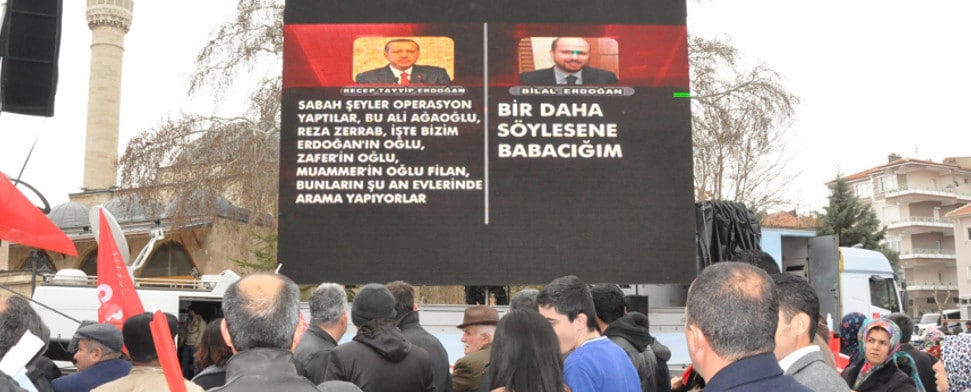 RECEP TAYYİP ERDOĞAN
SABAH ŞEYLER OPERASYON
YAPTILAR, BU ALİ AĞAOĞLU,
REZA ZERRAB, İŞTE BİZİM
ERDOĞAN'IN OĞLU,
ZAFER'İN OĞLU,
MUAMMER'İN OĞLU FİLAN,
BUNLARIN ŞU AN EVLERİNDE
ARAMA YAPIYORLAR
BİLAL ERDOĞAN
BİR DAHA
SÖYLESENE
BABACIĞIM